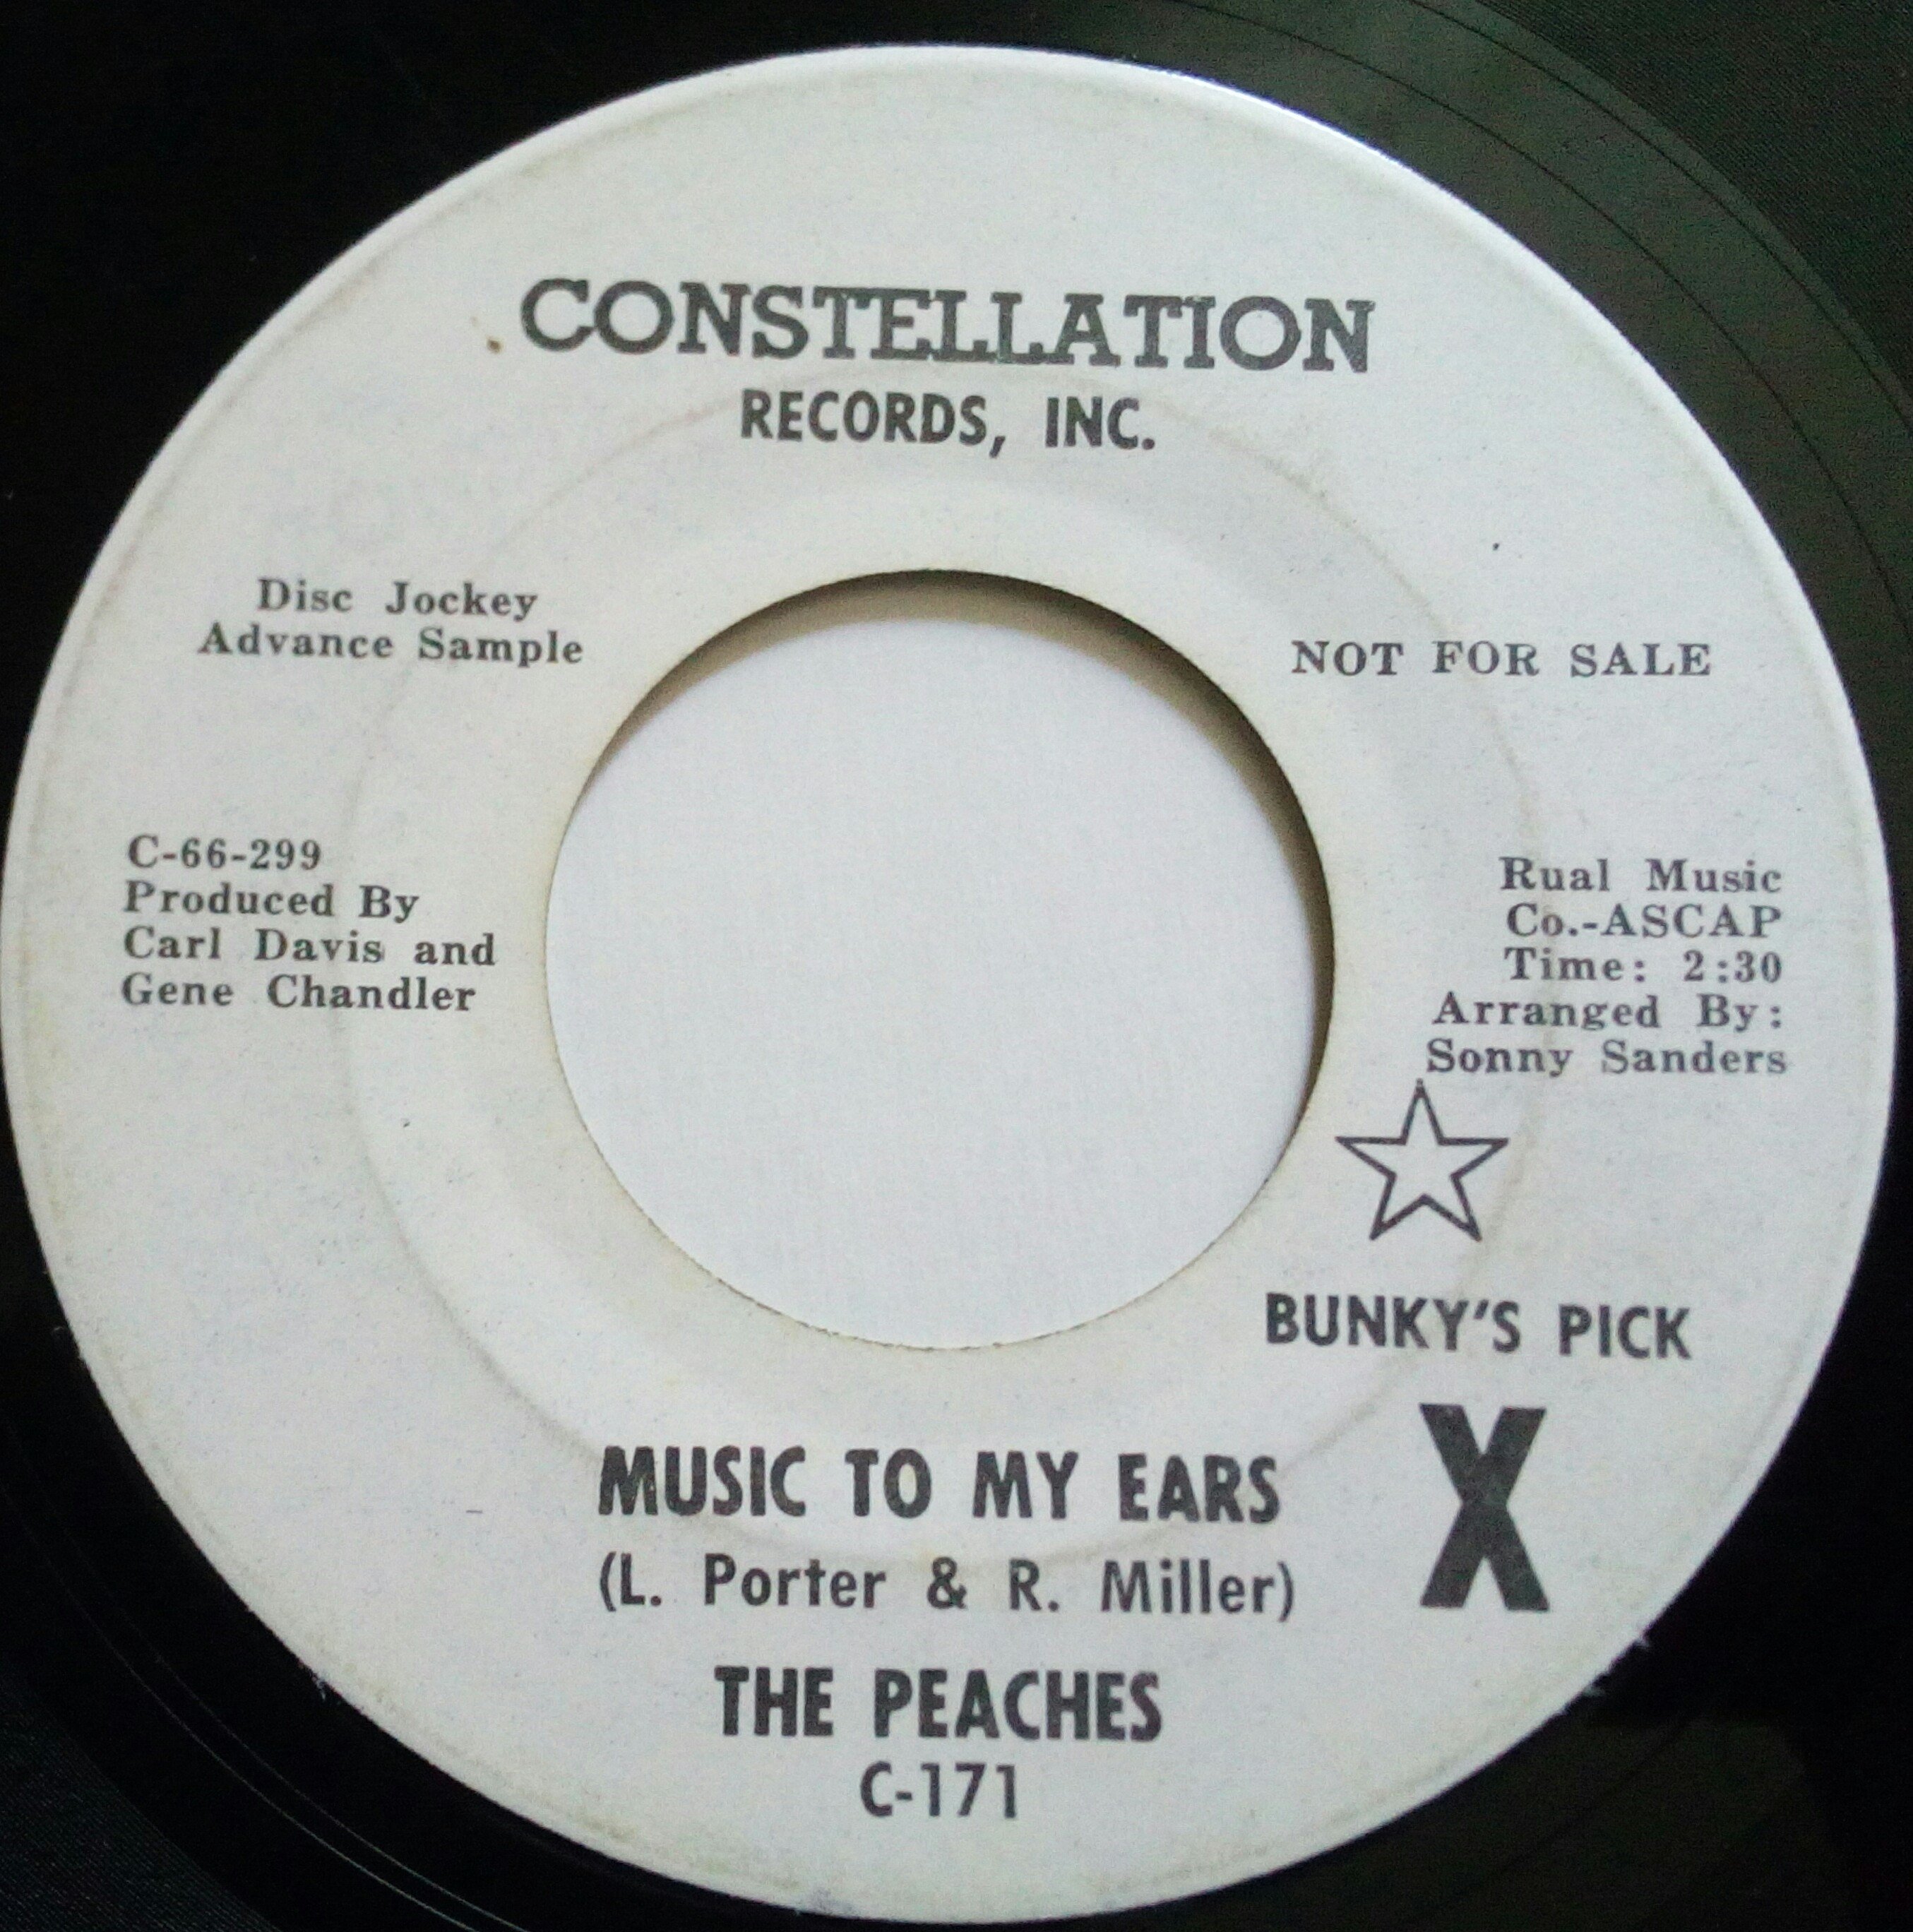 CONSTELLATION
RECORDS, INC.
Disc Jockey
Advance Sample
NOT FOR SALE
C-66-299
Produced By
Carl Davis and
Gene Chandler
Rual Music
Co.-ASCAP
Time: 2:30
Arranged By:
Sonny Sanders
BUNKY'S PICK
X
MUSIC TO MY EARS
(L. Porter & R. Miller)
THE PEACHES
C-171